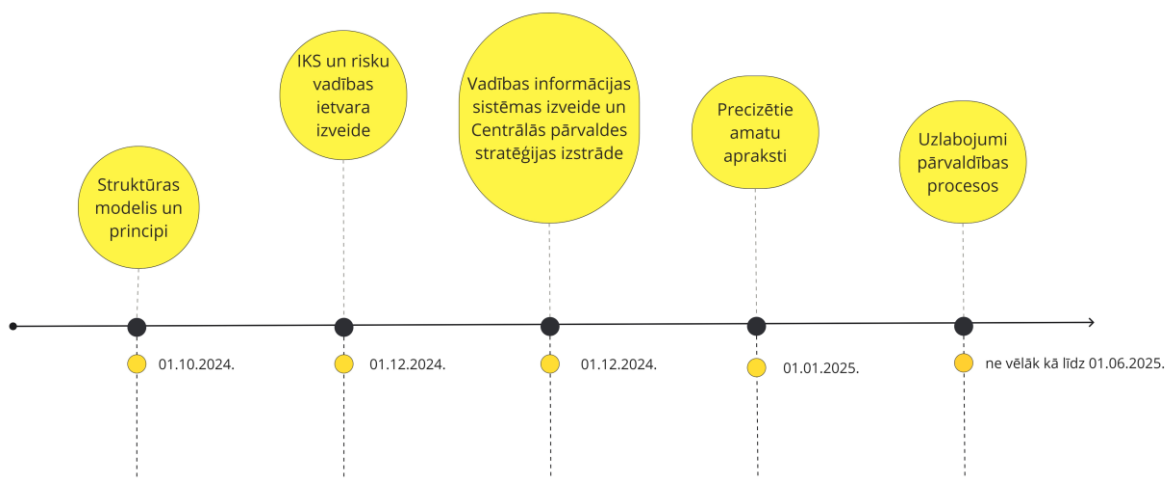 Struktūras
modelis un
principi
IKS un risku
vadības
ietvara
izveide
Vadības informācijas
sistēmas izveide un
Centrālās pārvaldes
stratēģijas izstrāde
Precizētie
amatu
apraksti
Uzlabojumi
pārvaldības
procesos
01.10.2024.
01.12.2024.
01.12.2024.
01.01.2025.
ne vēlāk kā līdz 01.06.2025.